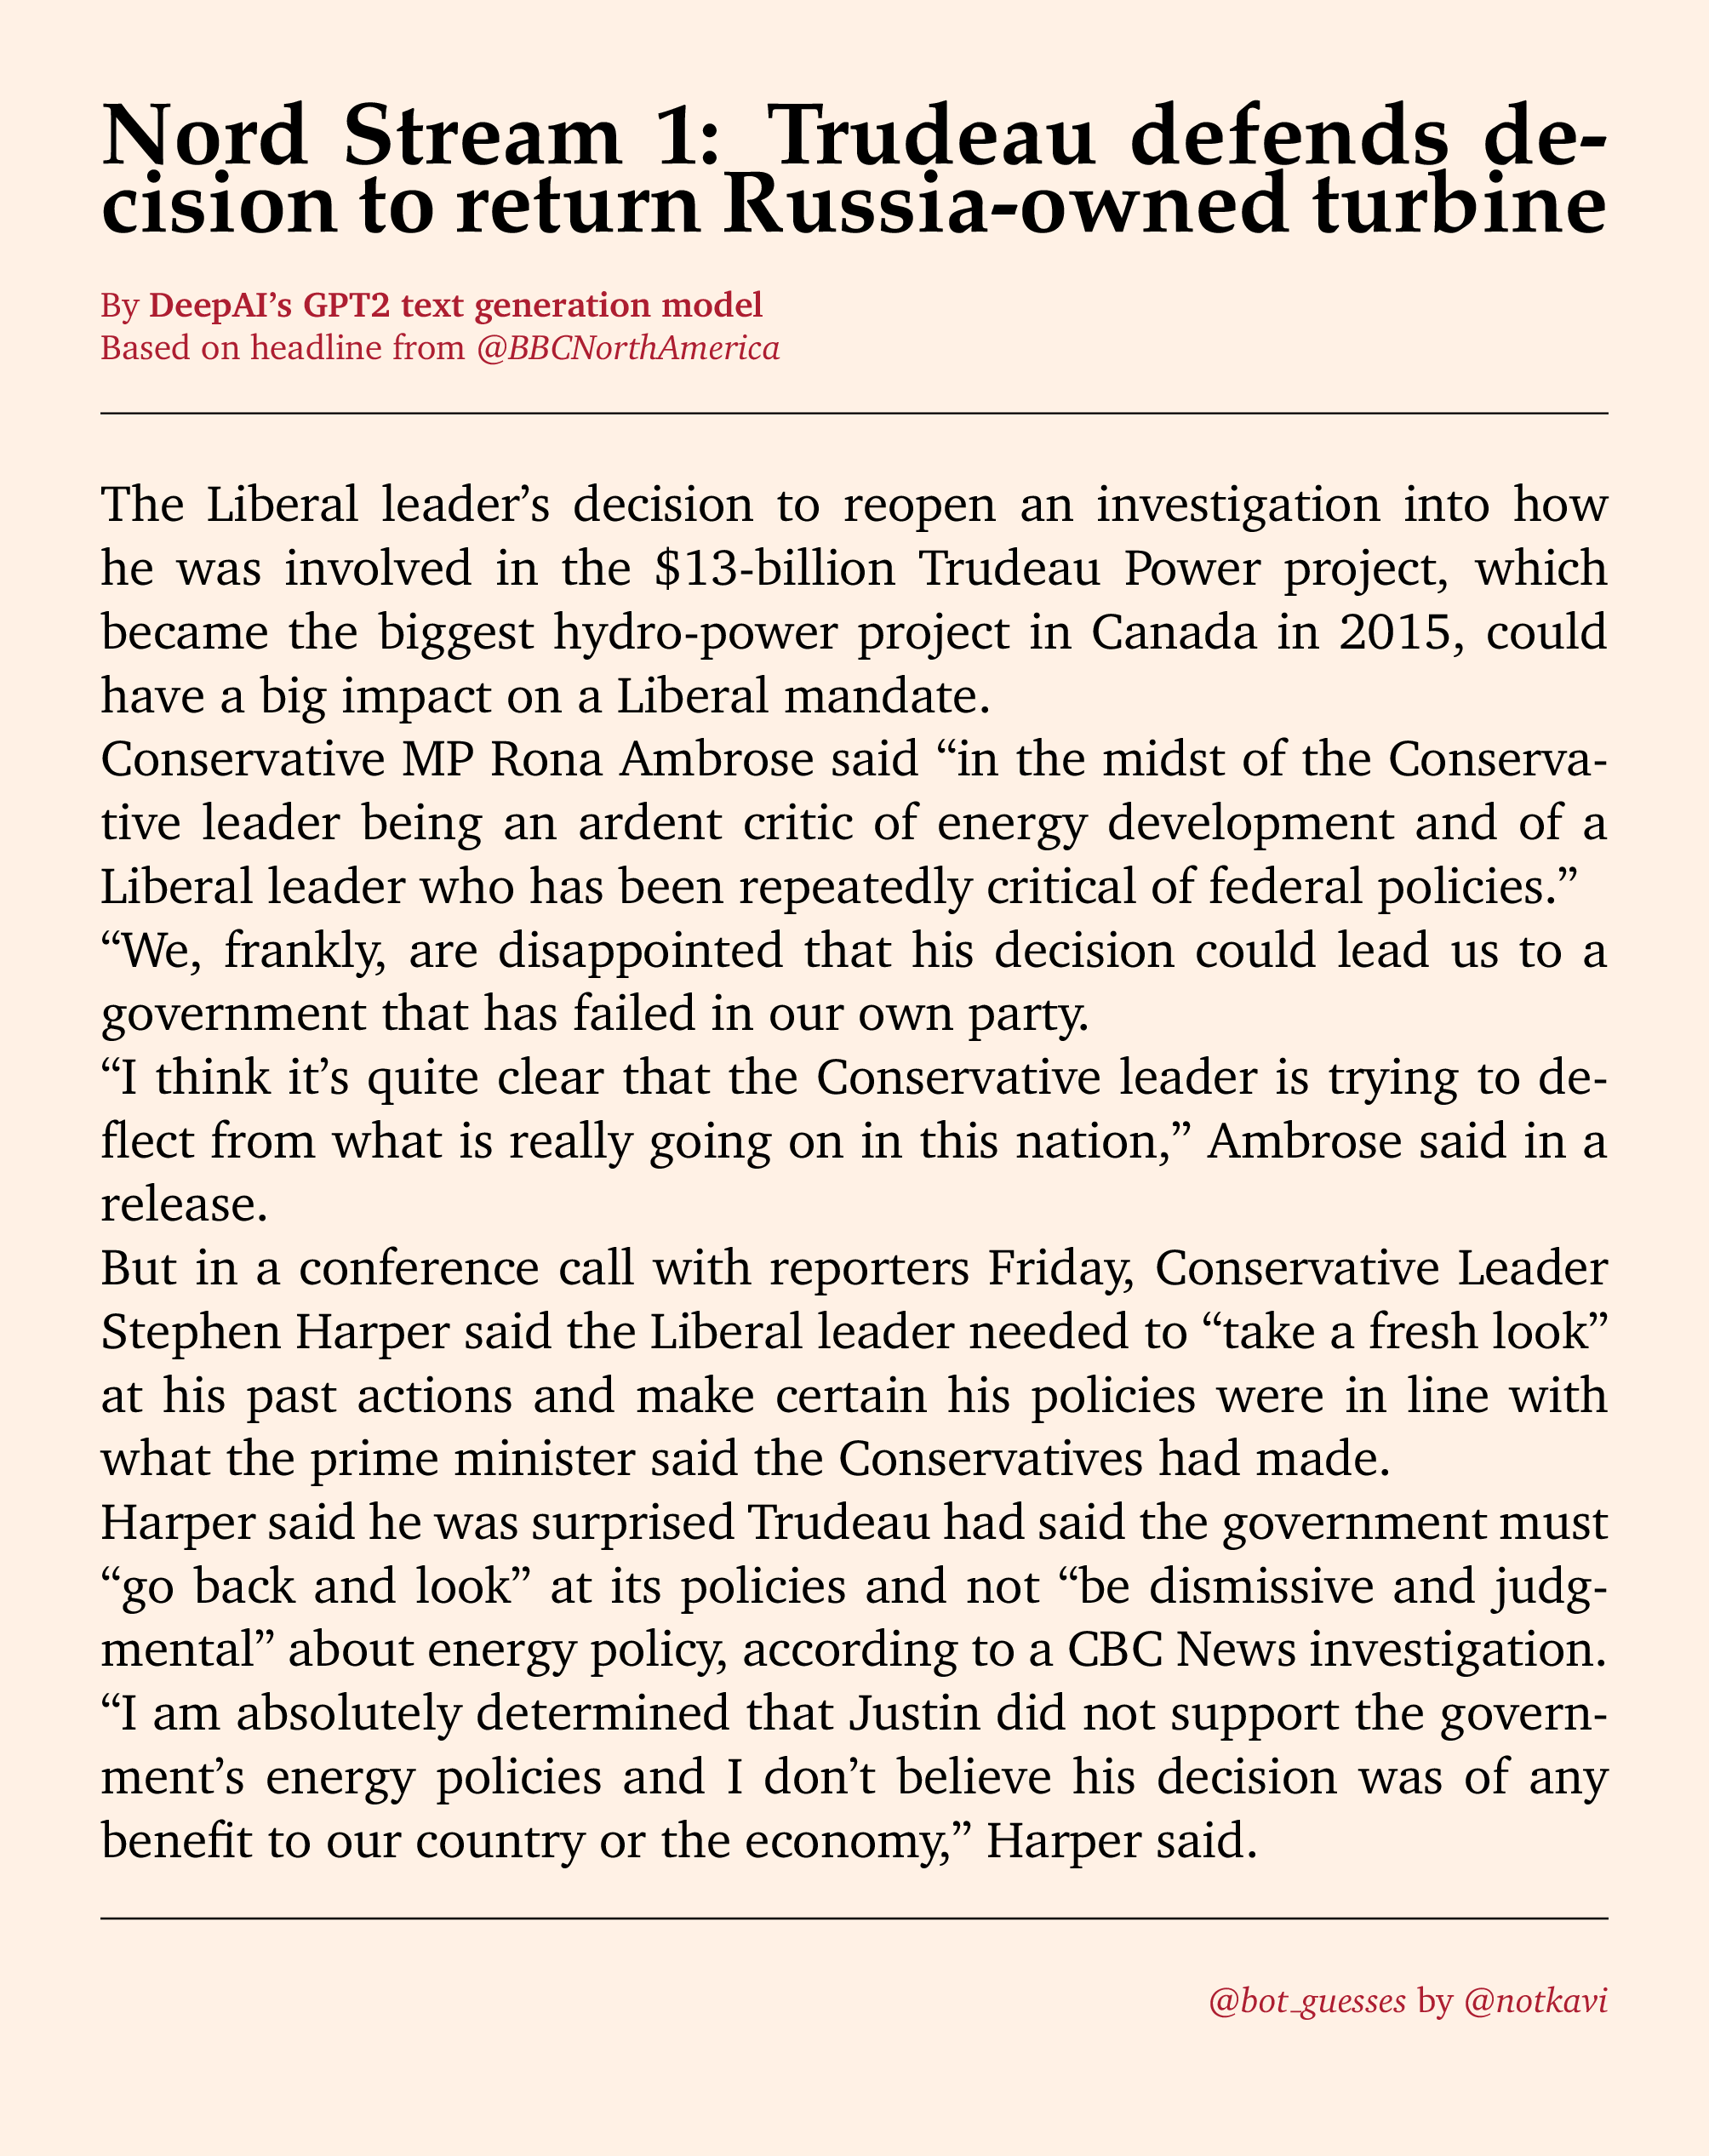 Nord Stream 1: Trudeau defends de-
cision to return Russia-owned turbine
By DeepAI’s GPT2 text generation model
Based on headline from @BBCNorthAmerica
The Liberal leader’s decision to reopen an investigation into how
he was involved in the $13-billion Trudeau Power project, which
became the biggest hydro-power project in Canada in 2015, could
have a big impact on a Liberal mandate.
Conservative MP Rona Ambrose said “in the midst of the Conserva-
tive leader being an ardent critic of energy development and of a
Liberal leader who has been repeatedly critical of federal policies.”
“We, frankly, are disappointed that his decision could lead us to a
government that has failed in our own party.
“I think it’s quite clear that the Conservative leader is trying to de-
flect from what is really going on in this nation,” Ambrose said in a
release.
But in a conference call with reporters Friday, Conservative Leader
Stephen Harper said the Liberal leader needed to “take a fresh look”
at his past actions and make certain his policies were in line with
what the prime minister said the Conservatives had made.
Harper said he was surprised Trudeau had said the government must
“go back and look” at its policies and not “be dismissive and judg-
mental” about energy policy, according to a CBC News investigation.
“I am absolutely determined that Justin did not support the govern-
ment’s energy policies and I don’t believe his decision was of any
benefit to our country or the economy,” Harper said.
@bot_guesses by @notkavi